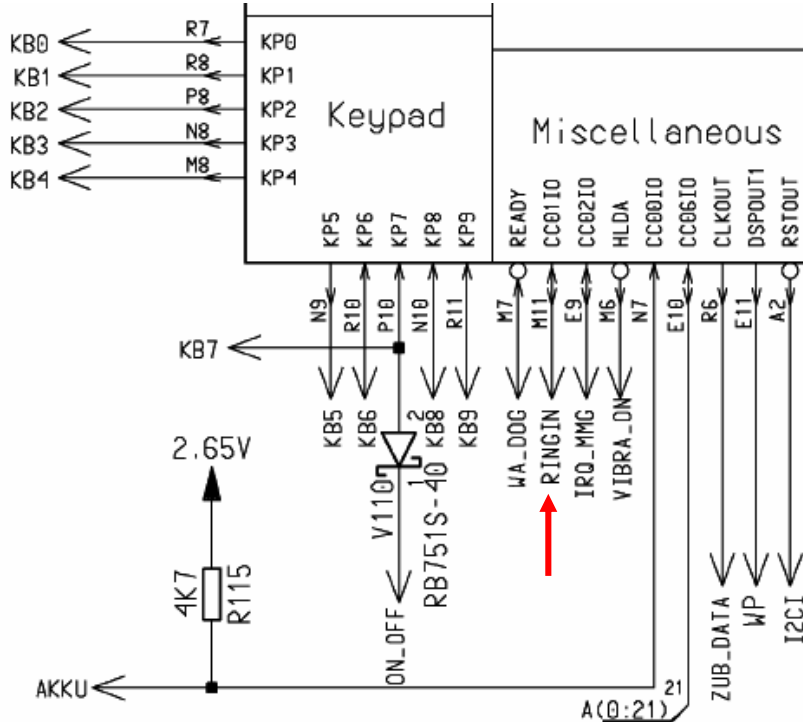 KB0 R7 KP0
KB1 R8 KP1
KB2 P8 KP2
KB3 N8 KP3
KB4 M8 KP4
Keypad
Miscellaneous
KP5 KP6 KP7 KP8 KP9
READY CC01IO CC02IO HLDA CC00IO CC06IO CLKOUT DSPOUT1 RSTOUT
N9 R10 P10 N10 R11 M7 M11 E9 M6 N7 E10 R6 E11 A2
KB7
KB5 KB6 2 KB8 KB9 WA_DOG RINGIN IRQ_MMG VIBRA_ON
2.65V
V110 1 RB751S-40
4K7 R115
ON_OFF
ZUB_DATA WP I2CI
AKKU
21
A(0:21)